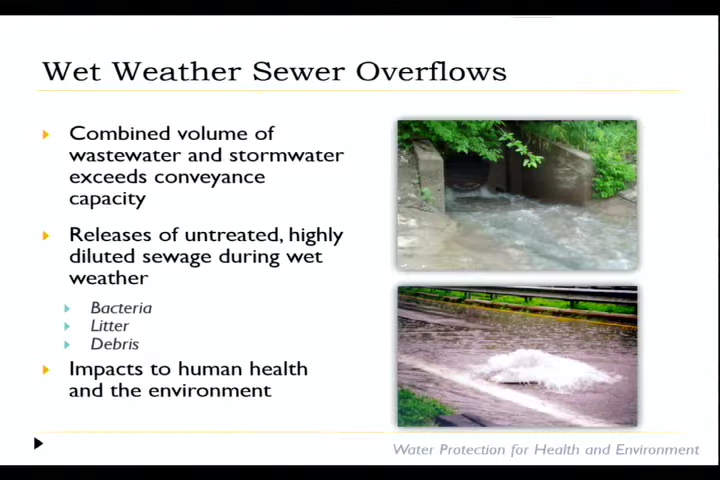 Wet Weather Sewer Overflows
Combined volume of
wastewater and stormwater
exceeds conveyance
capacity
Releases of untreated, highly
diluted sewage during wet
weather
Bacteria
Litter
Debris
Impacts to human health
and the environment
Water Protection for Health and Environment